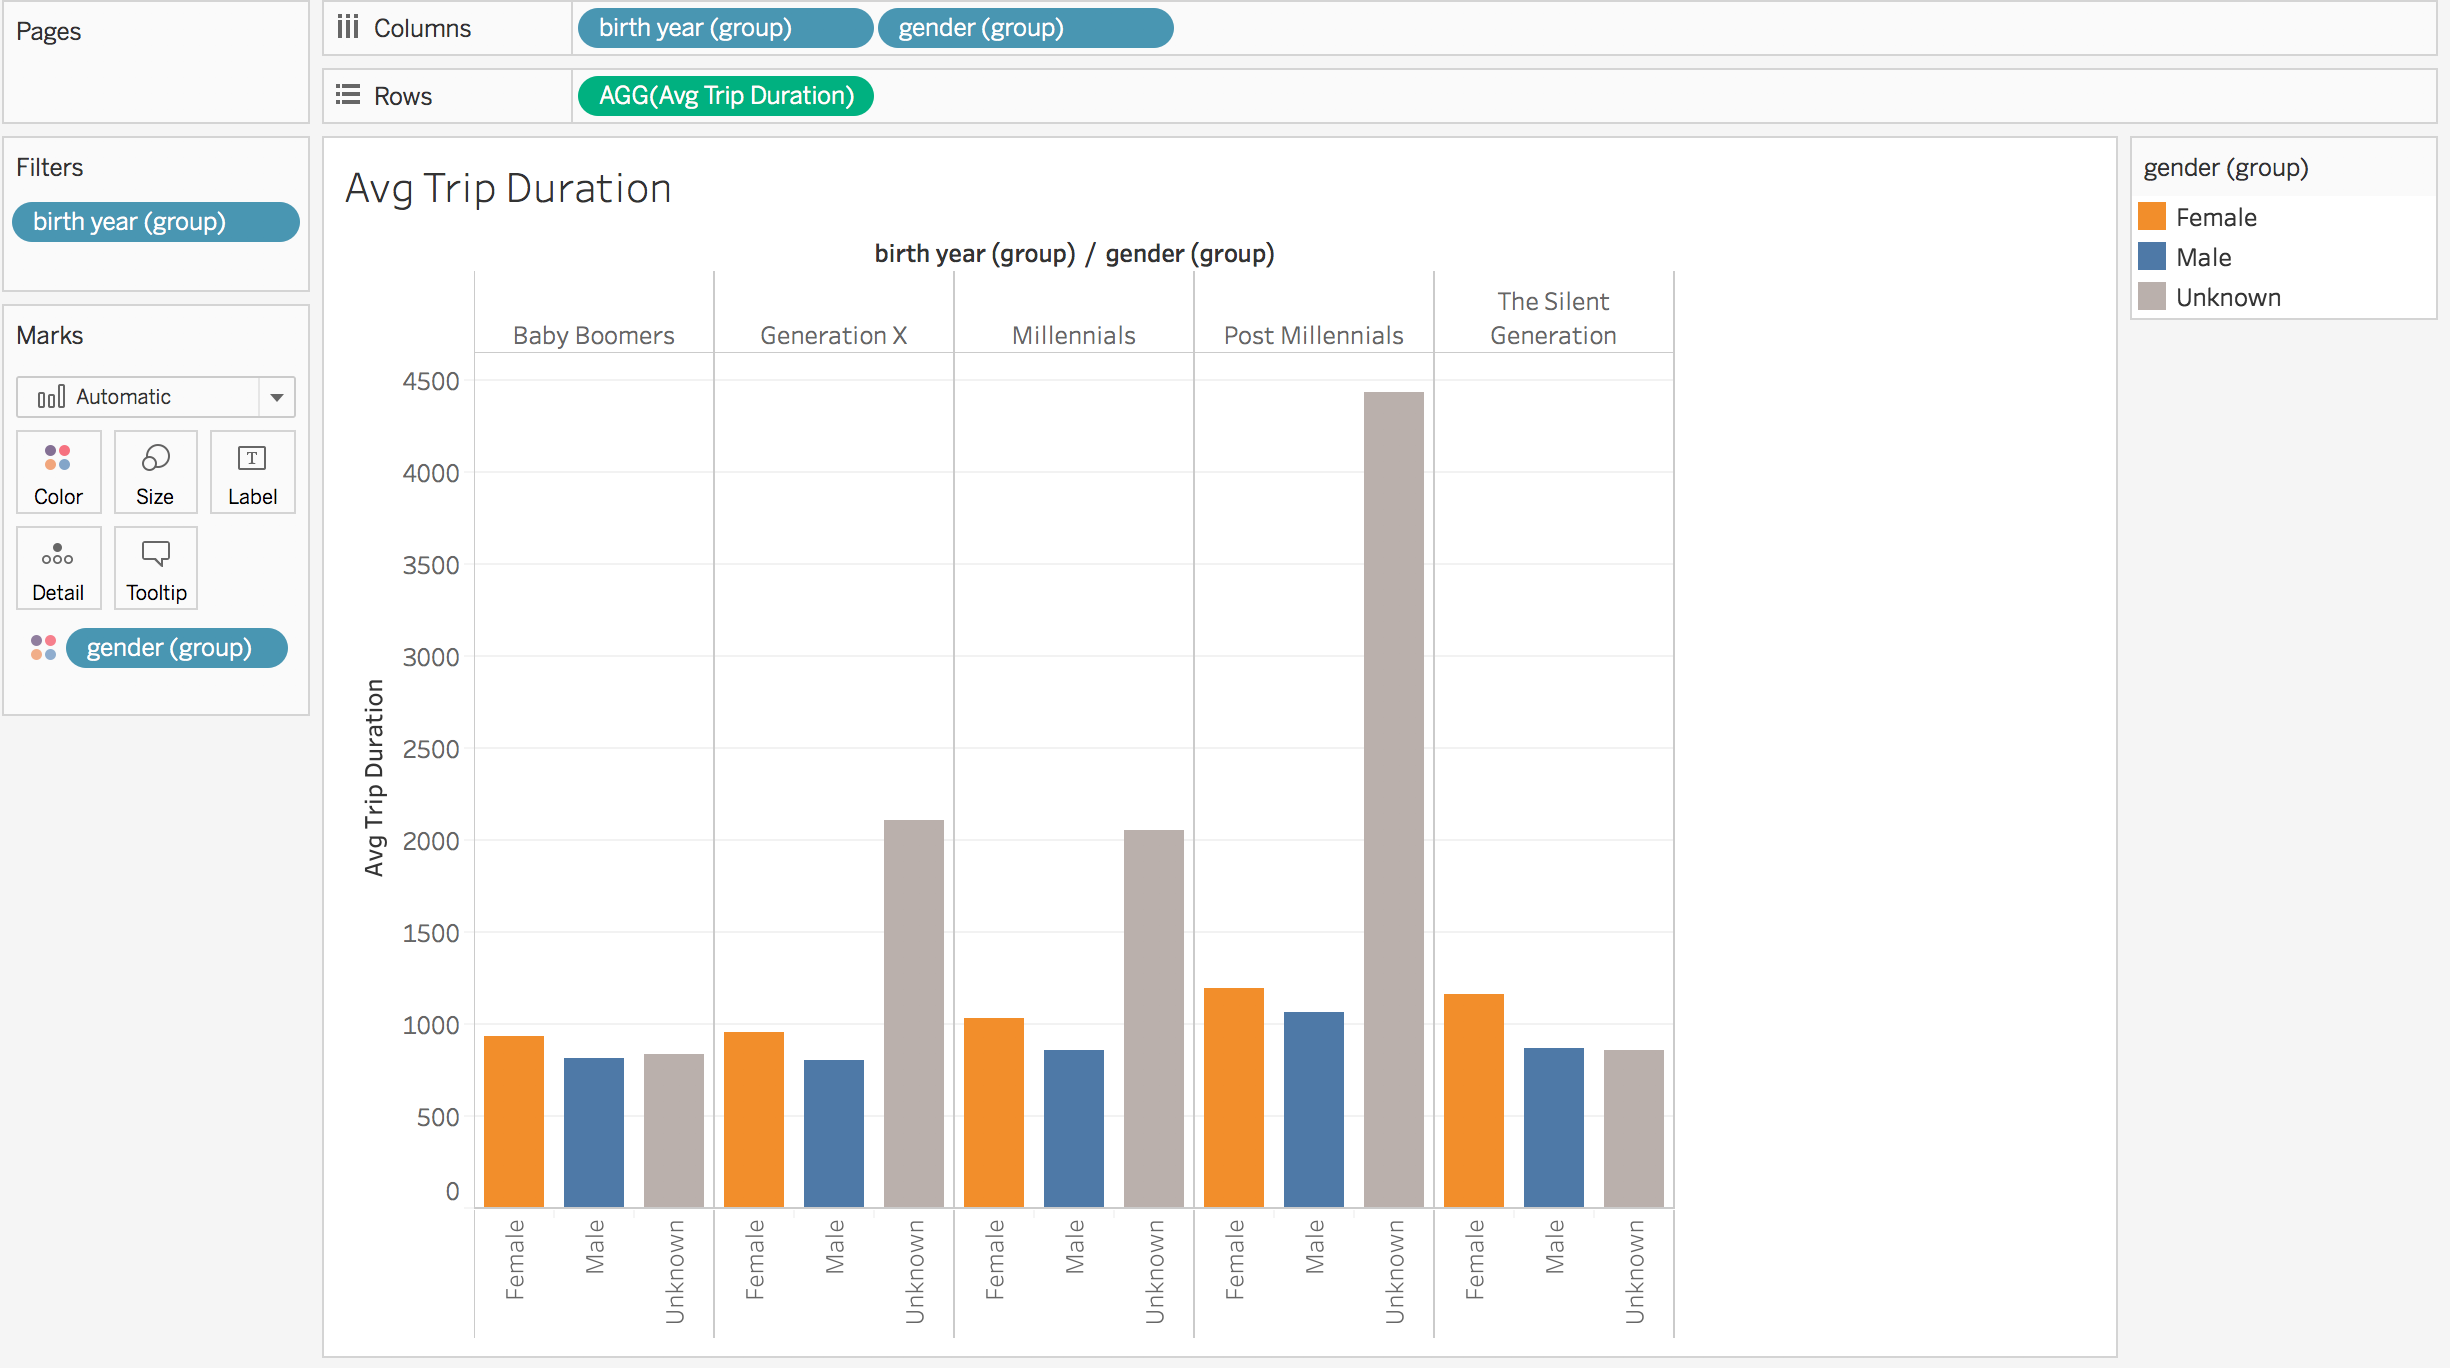 Pages
Columns
birth year (group)
gender (group)
Rows
AGG(Avg Trip Duration)
Filters
birth year (group)
Marks
Automatic
Color
Size
T
Label
Detail
Tooltip
gender (group)
Avg Trip Duration
birth year (group) / gender (group)
Baby Boomers
Generation X
Millennials
Post Millennials
The Silent
Generation
Avg Trip Duration
4500
4000
3500
3000
2500
2000
1500
1000
500
0
Female
Male
Unknown
Female
Male
Unknown
Female
Male
Unknown
Female
Male
Unknown
Female
Male
Unknown
gender (group)
Female
Male
Unknown